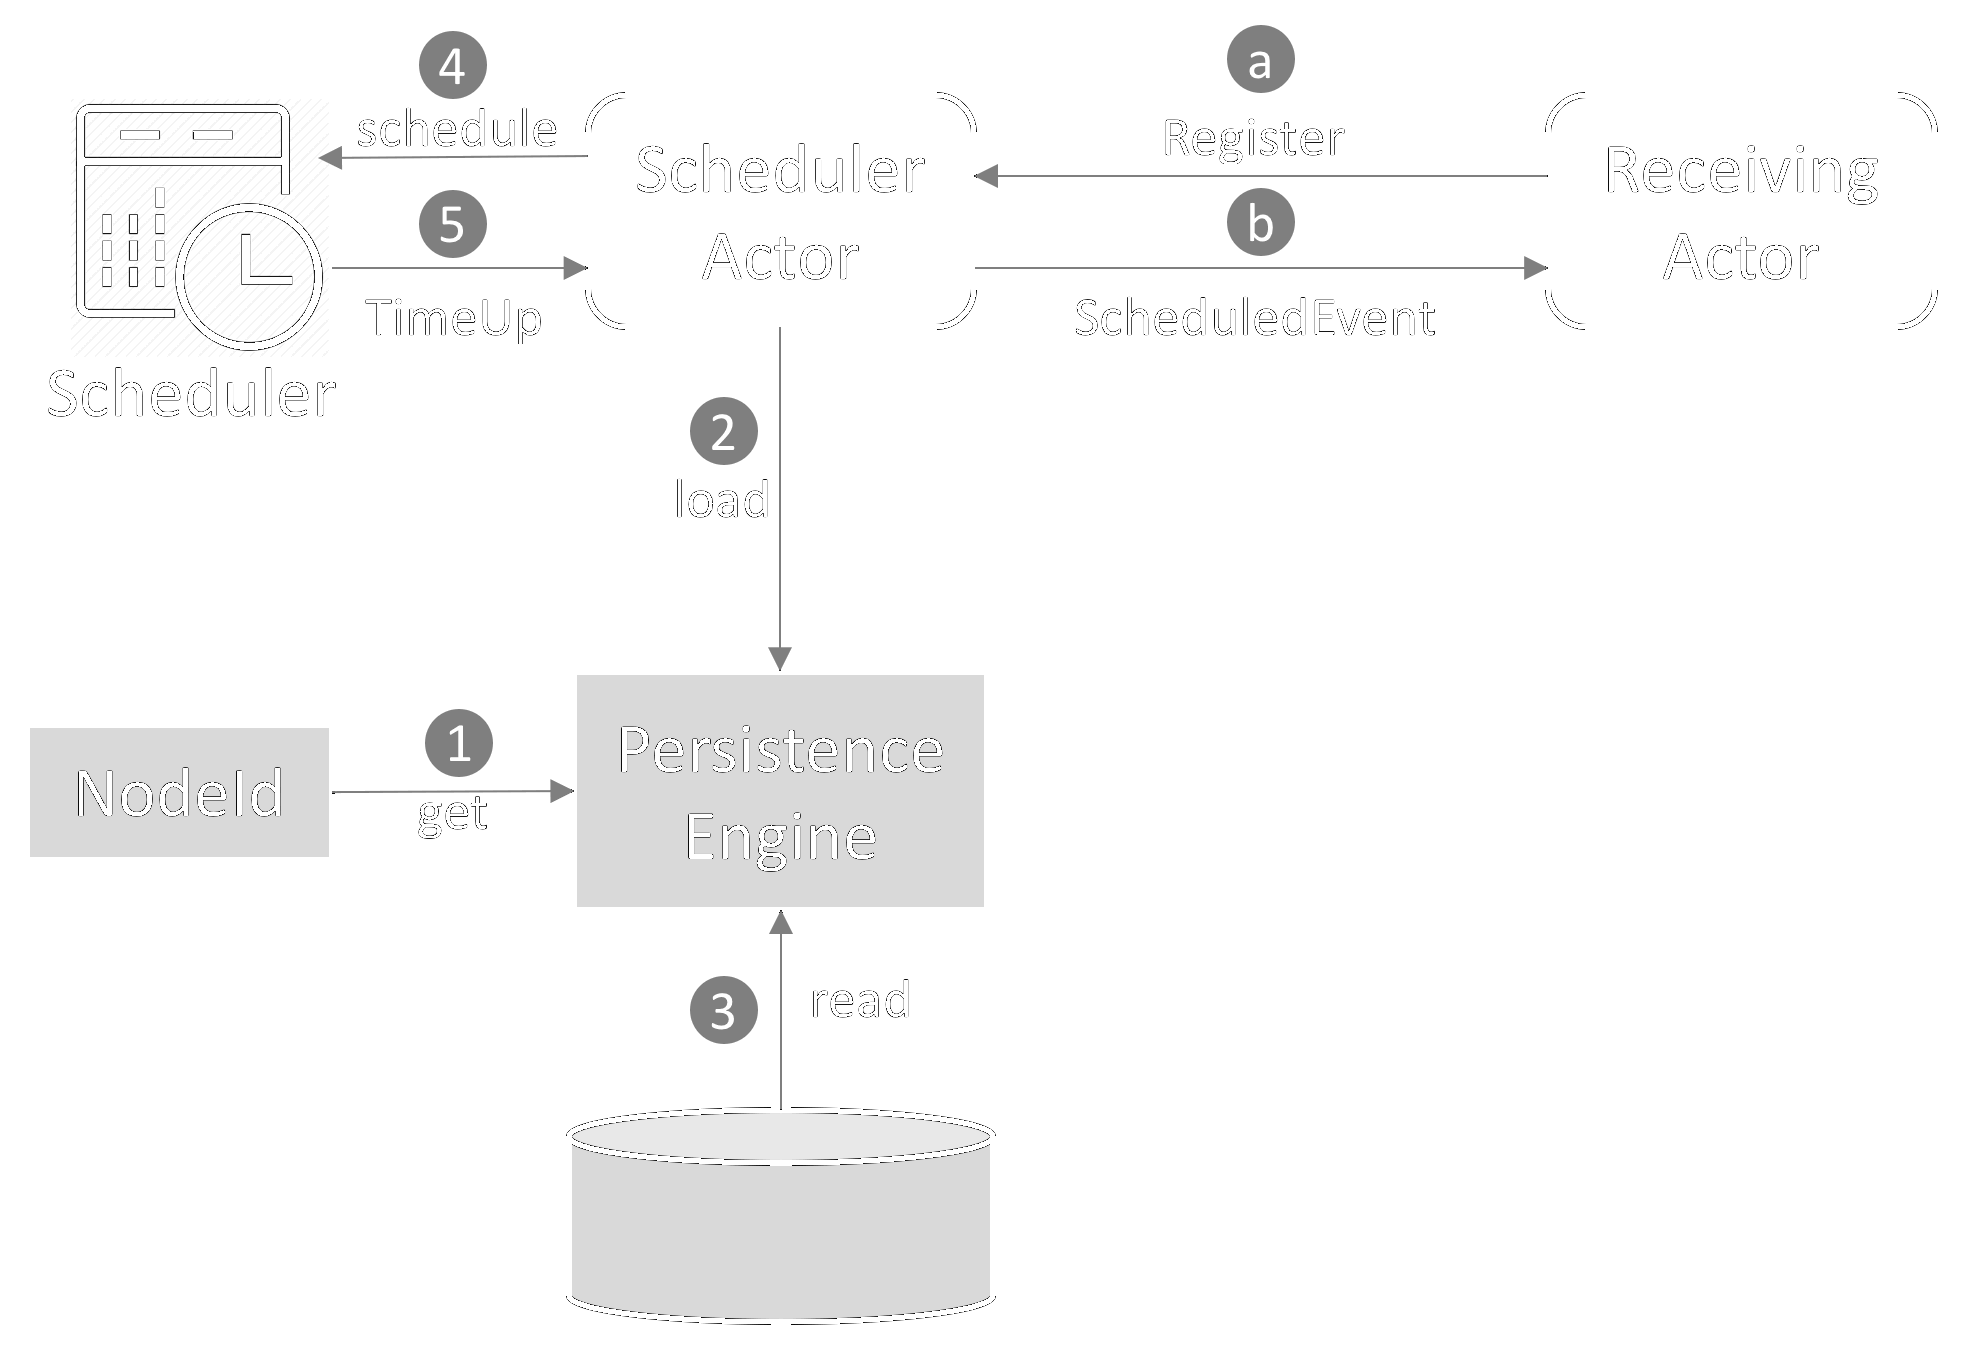 4
schedule
5
TimeUp
Scheduler
Scheduler
Actor
a
Register
b
ScheduledEvent
Receiving
Actor
2
load
NodeId
1
get
Persistence
Engine
3
read